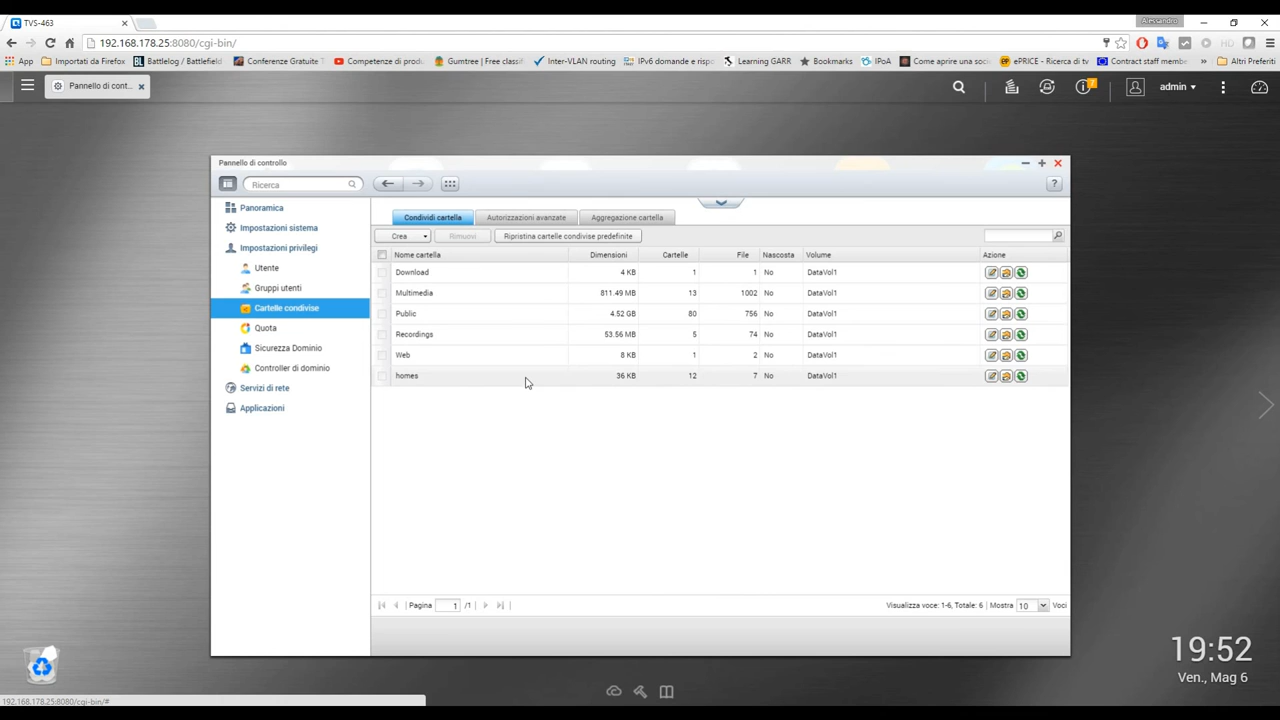 TVS-463
Alessandro
192.168.178.25:8080/cgi-bin/
App Importati da Firefox Battlelog / Battlefield Conferenze Gratuite Competenze di produ Gumtree | Free classif Inter-VLAN routing IPv6 domande e rispo Learning GARR Bookmarks IPoA Come aprire una soci ePRICE - Ricerca di tv Contract staff memb » Altri Preferiti
Pannello di cont...
admin
Pannello di controllo
Ricerca
?
Panoramica
Impostazioni sistema
Impostazioni privilegi
Utente
Gruppi utenti
Cartelle condivise
Quota
Sicurezza Dominio
Controller di dominio
Servizi di rete
Applicazioni
Condividi cartella Autorizzazioni avanzate Aggregazione cartella
Crea Rimuovi Ripristina cartelle condivise predefinite
Nome cartella Dimensioni Cartelle File Nascosta Volume Azione
Download 4 KB 1 1 No DataVol1
Multimedia 811.49 MB 13 1002 No DataVol1
Public 4.52 GB 80 756 No DataVol1
Recordings 53.56 MB 5 74 No DataVol1
Web 8 KB 1 2 No DataVol1
homes 36 KB 12 7 No DataVol1
Pagina 1 /1 Visualizza voce: 1-6, Totale: 6 Mostra 10 Voci
19:52
Ven., Mag 6
192.168.178.25:8080/cgi-bin/#